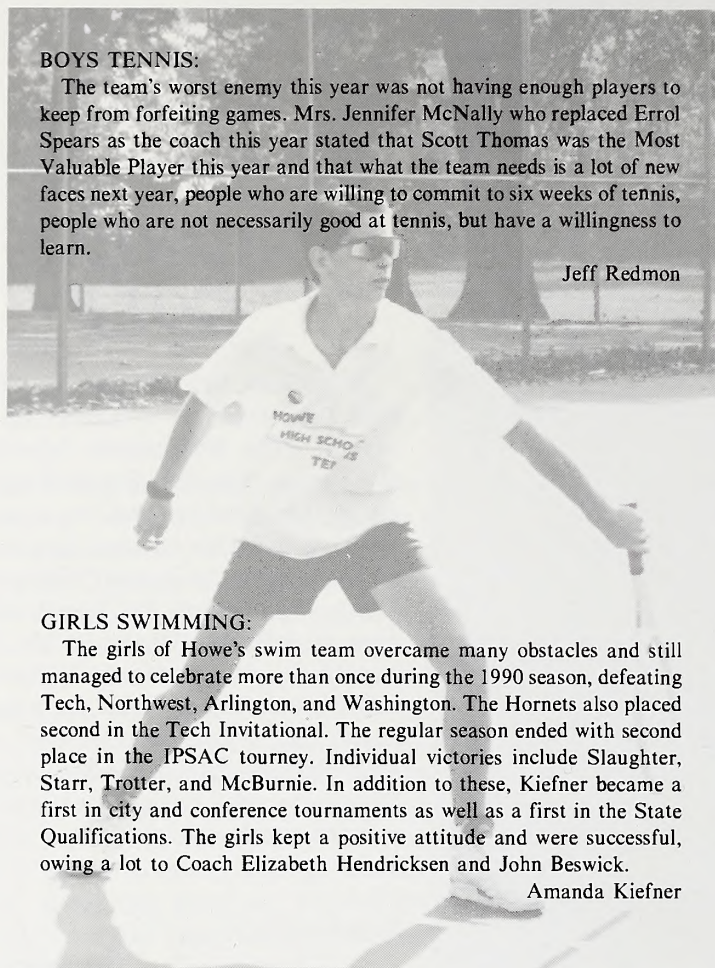 BOYS TENNIS:
The team's worst enemy this year was not having enough players to
keep from forfeiting games. Mrs. Jennifer McNally who replaced Errol
Spears as the coach this year stated that Scott Thomas was the Most
Valuable Player this year and that what the team needs is a lot of new
faces next year, people who are willing to commit to six weeks of tennis,
people who are not necessarily good at tennis, but have a willingness to
learn.
Jeff Redmon
HOWE
HIGH SCHO
IS
TE
GIRLS SWIMMING:
The girls of Howe's swim team overcame many obstacles and still
managed to celebrate more than once during the 1990 season, defeating
Tech, Northwest, Arlington, and Washington. The Hornets also placed
second in the Tech Invitational. The regular season ended with second
place in the IPSAC tourney. Individual victories include Slaughter,
Starr, Trotter, and McBurnie. In addition to these, Kiefner became a
first in city and conference tournaments as well as a first in the State
Qualifications. The girls kept a positive attitude and were successful,
owing a lot to Coach Elizabeth Hendricksen and John Beswick.
Amanda Kiefner